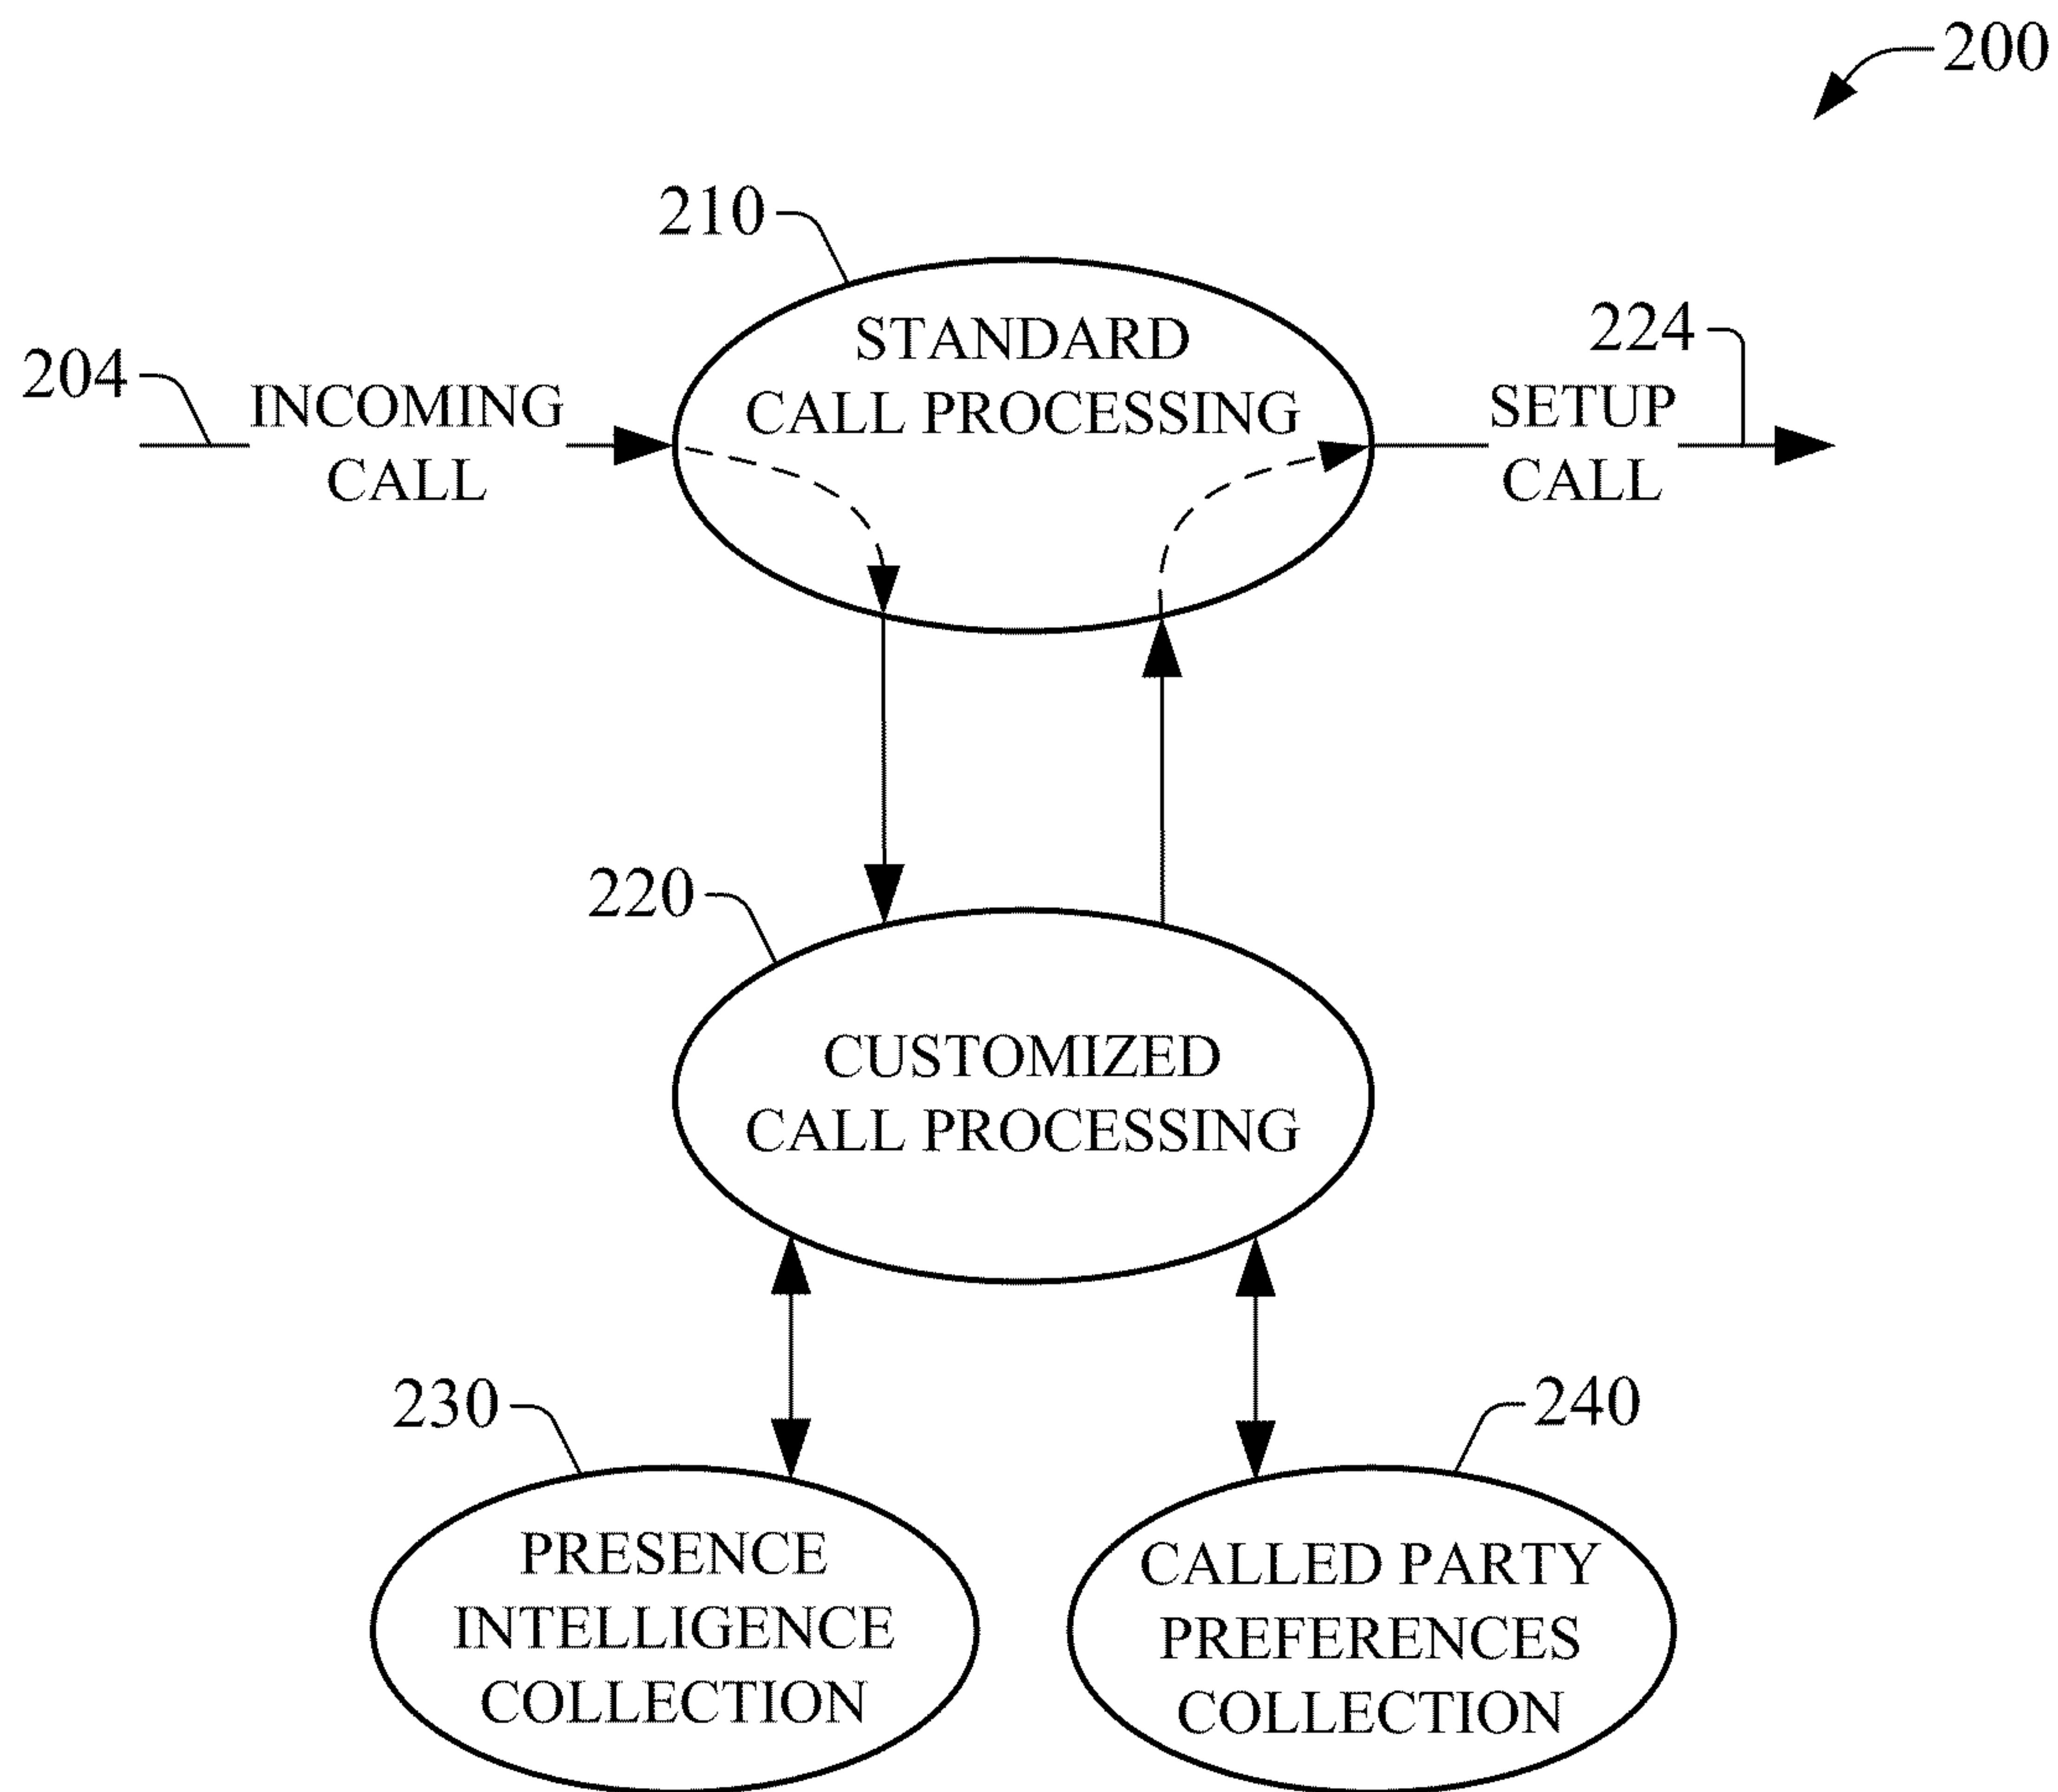 200
210
STANDARD
CALL PROCESSING
204
INCOMING
CALL
224
SETUP
CALL
220
CUSTOMIZED
CALL PROCESSING
230
PRESENCE
INTELLIGENCE
COLLECTION
240
CALLED PARTY
PREFERENCES
COLLECTION